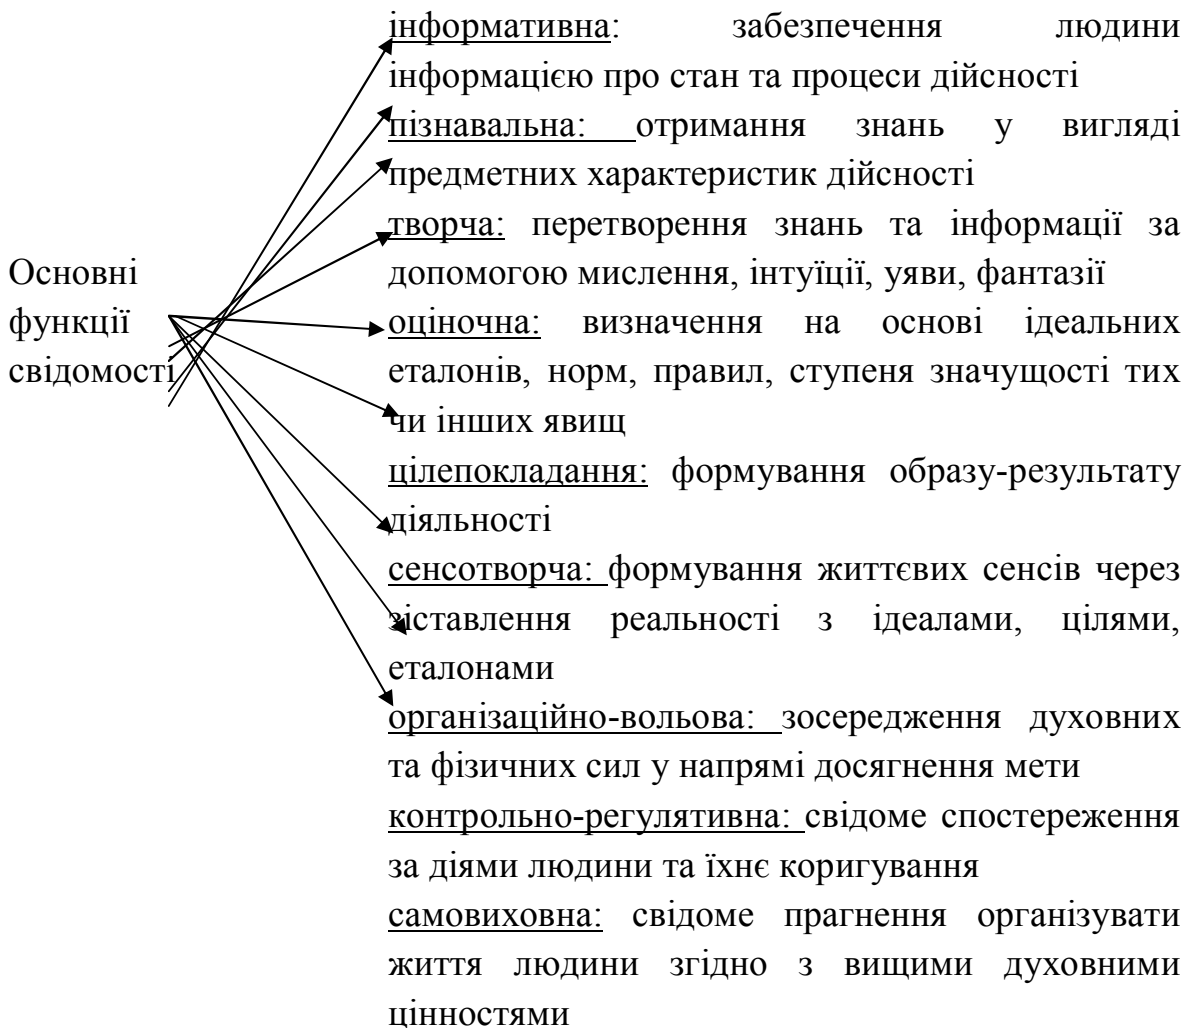 Основні
функції
свідомості
інформативна: забезпечення людини
інформацією про стан та процеси дійсності
пізнавальна: отримання знань у вигляді
предметних характеристик дійсності
творча: перетворення знань та інформації за
допомогою мислення, інтуїції, уяви, фантазії
оціночна: визначення на основі ідеальних
еталонів, норм, правил, ступеня значущості тих
чи інших явищ
цілепокладання: формування образу-результату
діяльності
сенсотворча: формування життєвих сенсів через
зіставлення реальності з ідеалами, цілями,
еталонами
організаційно-вольова: зосередження духовних
та фізичних сил у напрямі досягнення мети
контрольно-регулятивна: свідоме спостереження
за діями людини та їхнє коригування
самовиховна: свідоме прагнення організувати
життя людини згідно з вищими духовними
цінностями